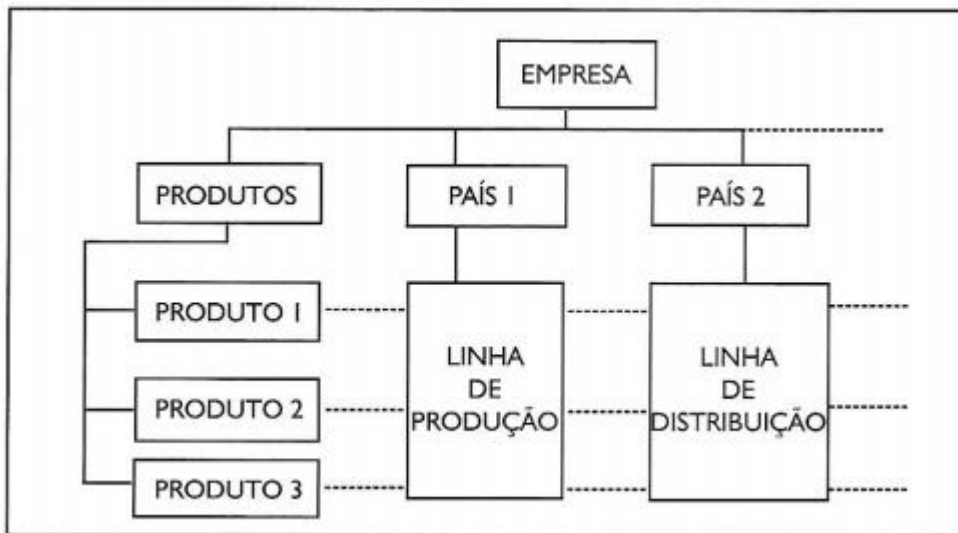 EMPRESA
PRODUTOS
PAÍS 1
PAÍS 2
PRODUTO 1
PRODUTO 2
PRODUTO 3
LINHA
DE
PRODUÇÃO
LINHA
DE
DISTRIBUIÇÃO